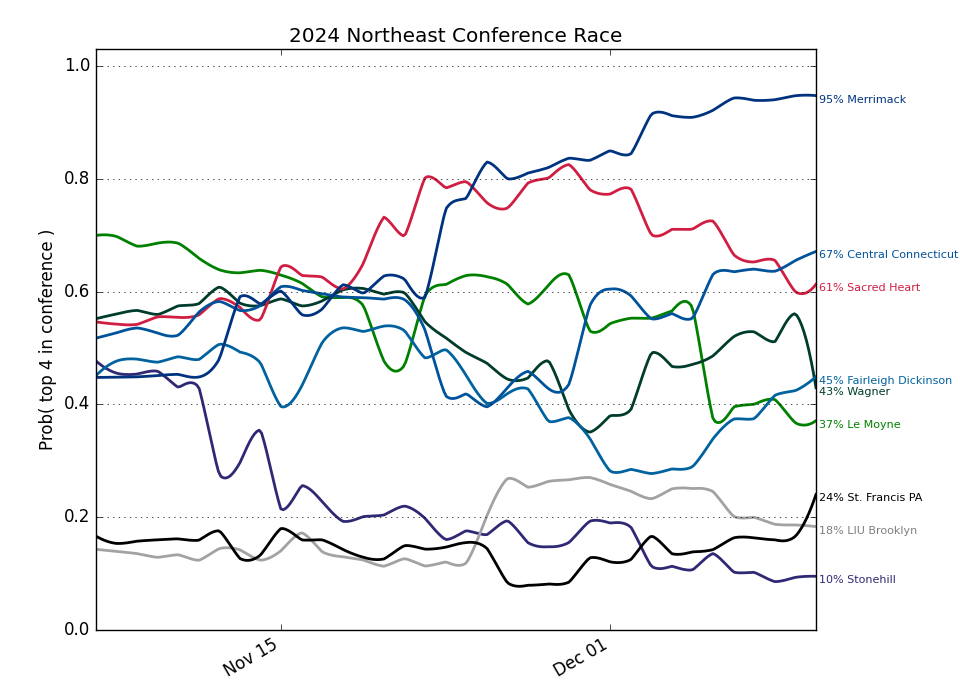 2024 Northeast Conference Race
Prob( top 4 in conference )
1.0
0.8
0.6
0.4
0.2
0.0
Nov 15
Dec 01
95% Merrimack
67% Central Connecticut
61% Sacred Heart
45% Fairleigh Dickinson
43% Wagner
37% Le Moyne
24% St. Francis PA
18% LIU Brooklyn
10% Stonehill